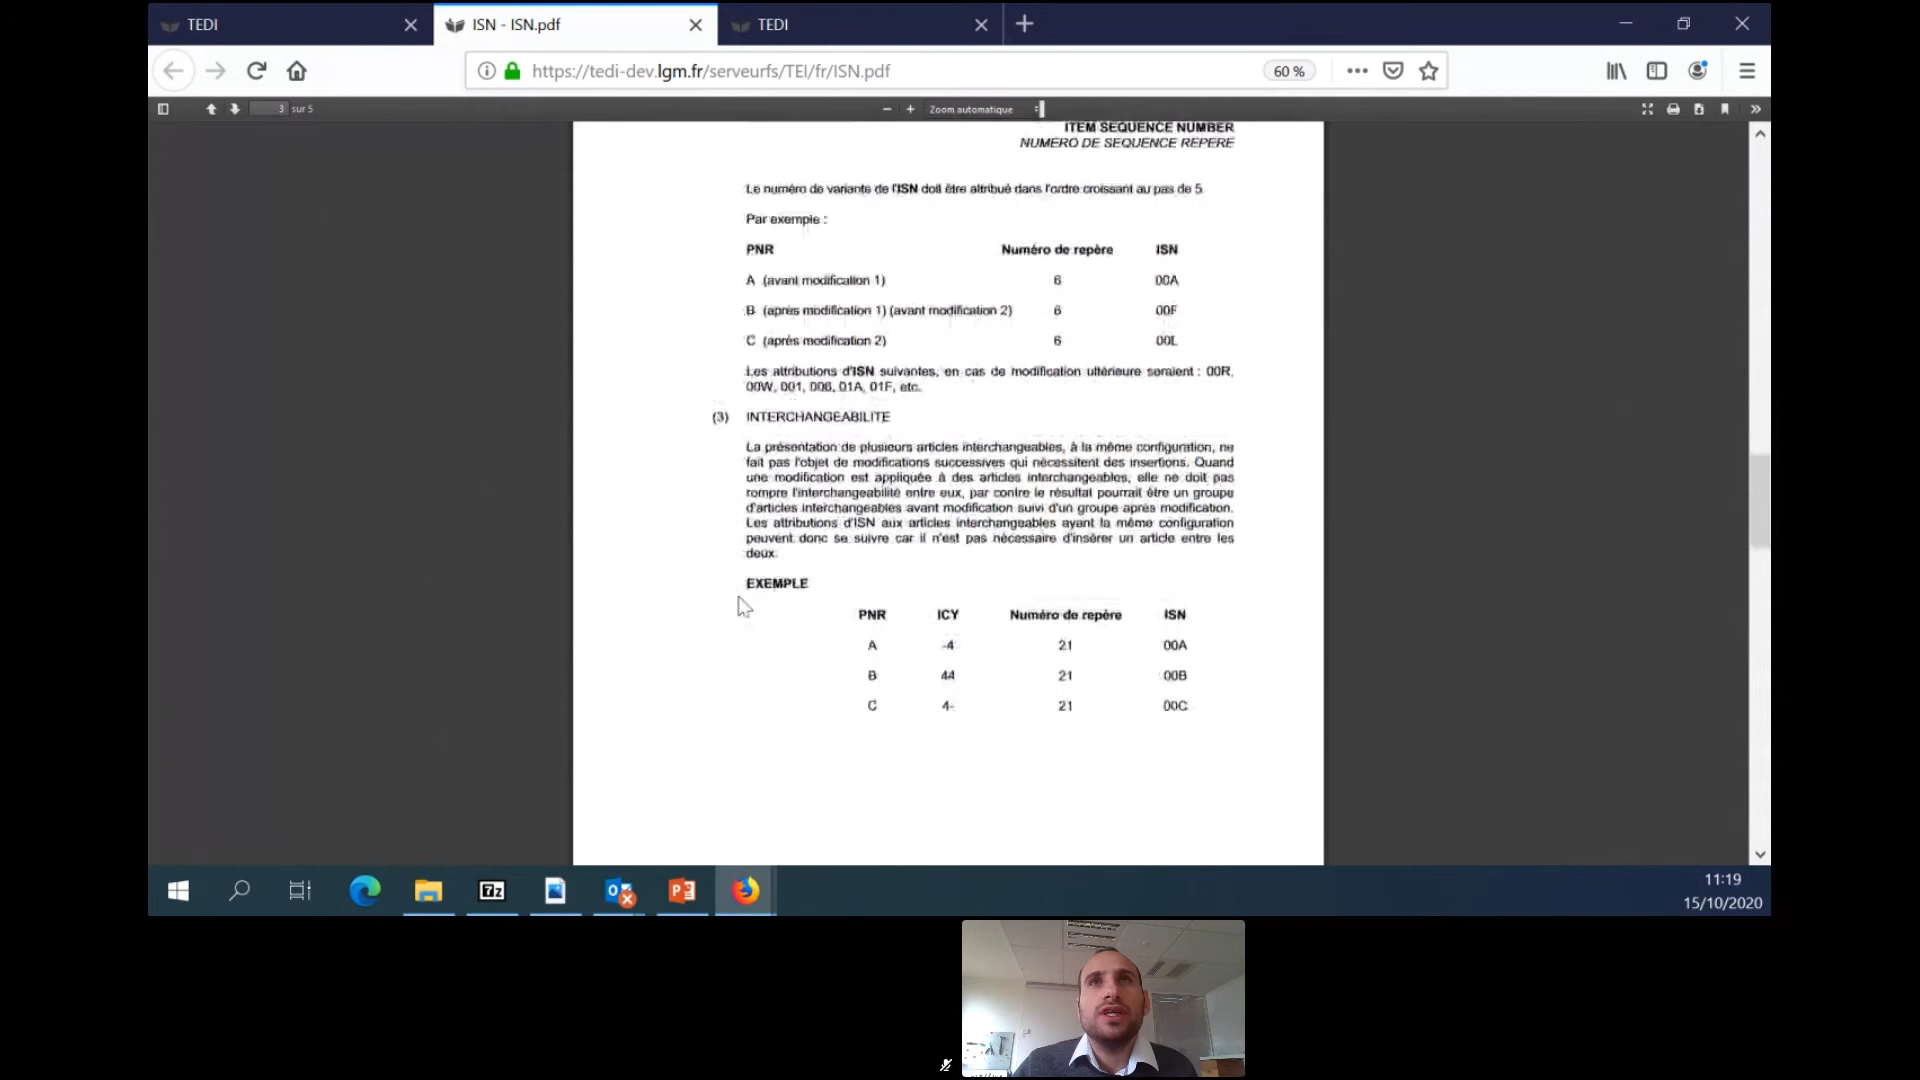 TEDI
ISN - ISN.pdf
TEDI
https://tedi-dev.lgm.fr/serveurfs/TEI/fr/ISN.pdf
60 %
3 sur 5
Zoom automatique
ITEM SEQUENCE NUMBER
NUMERO DE SEQUENCE REPERE
Le numéro de variante de l'ISN doit être attribué dans l'ordre croissant au pas de 5.
Par exemple :
PNR Numéro de repère ISN
A (avant modification 1) 6 00A
B (après modification 1) (avant modification 2) 6 00F
C (après modification 2) 6 00L
Les attributions d'ISN suivantes, en cas de modification ultérieure seraient : 00R,
00W, 001, 006, 01A, 01F, etc.
(3) INTERCHANGEABILITE
La présentation de plusieurs articles interchangeables, à la même configuration, ne
fait pas l'objet de modifications successives qui nécessitent des insertions. Quand
une modification est appliquée à des articles interchangeables, elle ne doit pas
rompre l'interchangeabilité entre eux, par contre le résultat pourrait être un groupe
d'articles interchangeables avant modification suivi d'un groupe après modification.
Les attributions d'ISN aux articles interchangeables ayant la même configuration
peuvent donc se suivre car il n'est pas nécessaire d'insérer un article entre les
deux.
EXEMPLE
PNR ICY Numéro de repère ISN
A -4 21 00A
B 44 21 00B
C 4- 21 00C
7z
11:19
15/10/2020